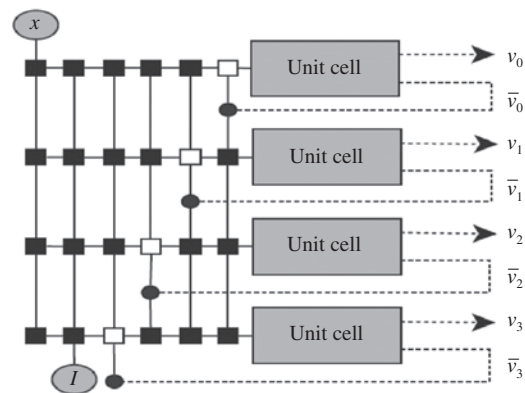 x
Unit cell
v₀
v̅₀
Unit cell
v₁
v̅₁
Unit cell
v₂
v̅₂
Unit cell
v₃
v̅₃
I